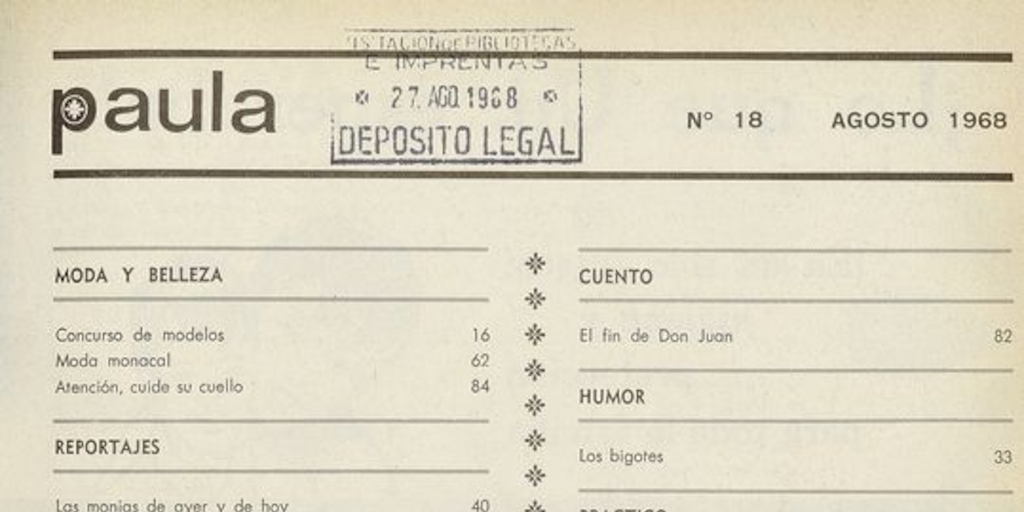 VISITACION DE BIBLIOTECAS
E IMPRENTAS
27. AGO. 1968
DEPOSITO LEGAL
paula
Nº 18 AGOSTO 1968
MODA Y BELLEZA
Concurso de modelos 16
Moda monacal 62
Atención, cuide su cuello 84
REPORTAJES
Las monjas de ayer y de hoy 40
CUENTO
El fin de Don Juan 82
HUMOR
Los bigotes 33